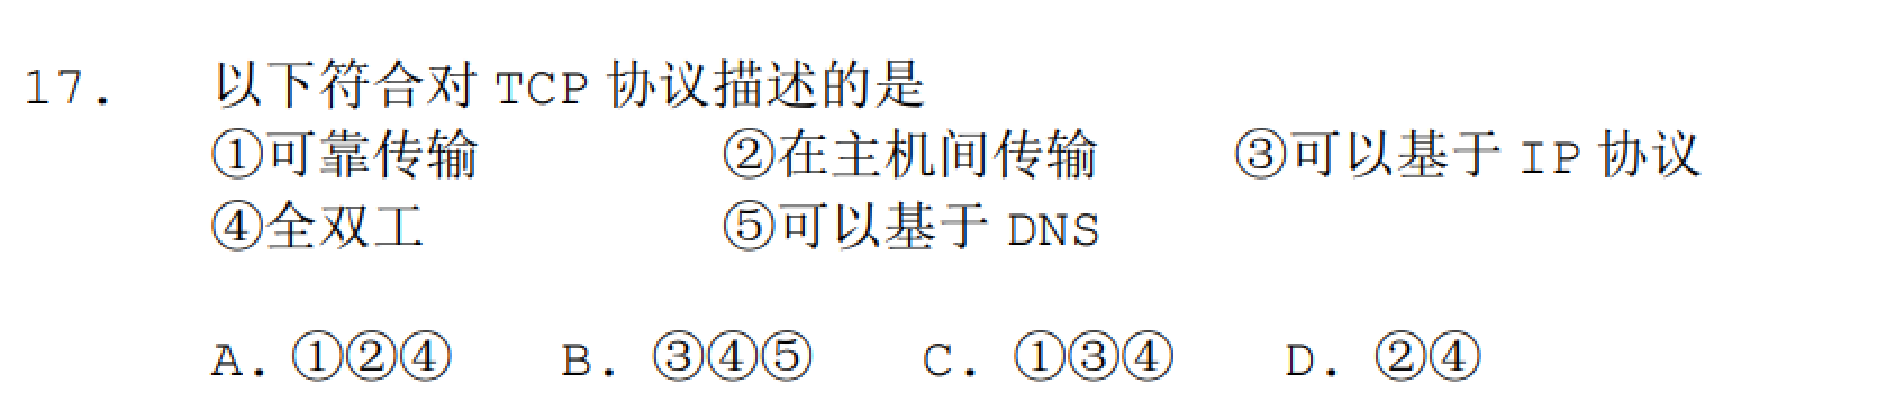 17. 以下符合对 TCP 协议描述的是
①可靠传输 ②在主机间传输 ③可以基于 IP 协议
④全双工 ⑤可以基于 DNS
A. ①②④ B. ③④⑤ C. ①③④ D. ②④